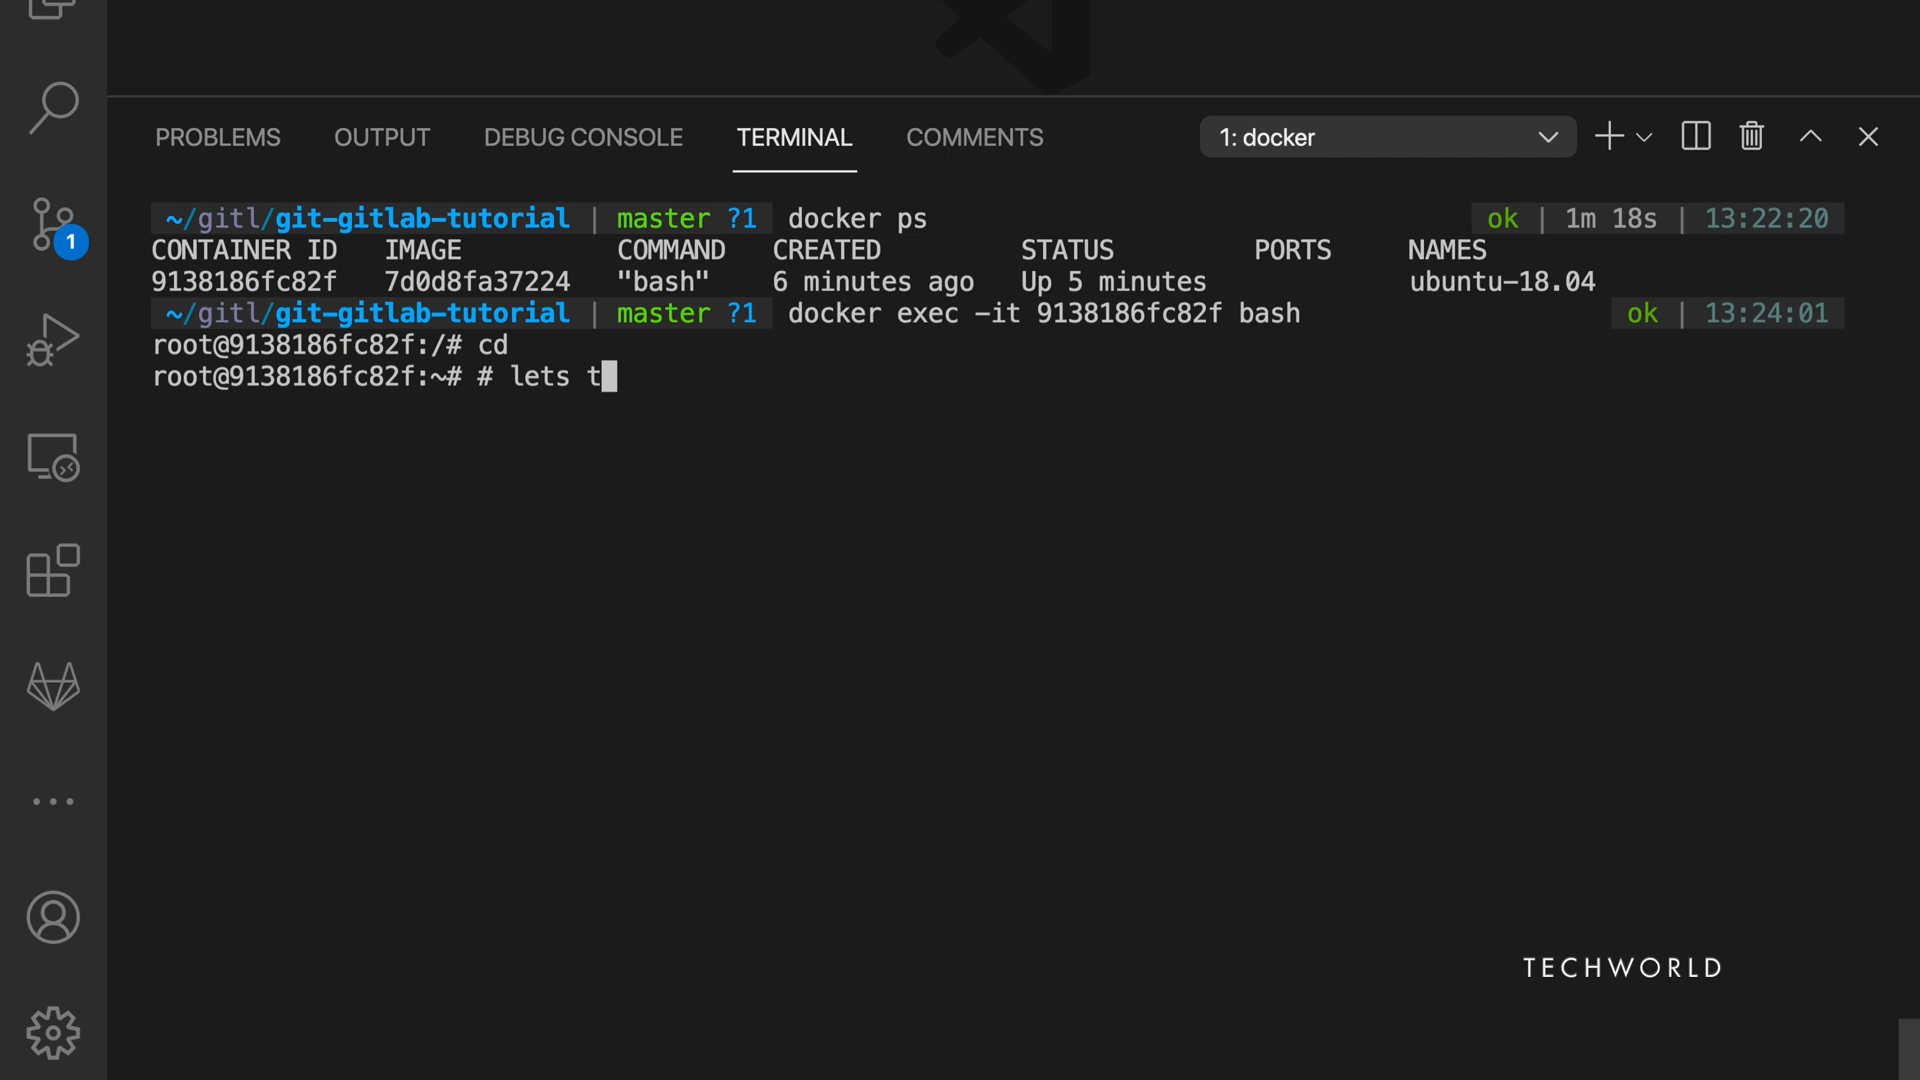 PROBLEMS OUTPUT DEBUG CONSOLE TERMINAL COMMENTS 1: docker
~/gitl/git-gitlab-tutorial | master ?1 docker ps ok | 1m 18s | 13:22:20
CONTAINER ID IMAGE COMMAND CREATED STATUS PORTS NAMES
9138186fc82f 7d0d8fa37224 "bash" 6 minutes ago Up 5 minutes ubuntu-18.04
~/gitl/git-gitlab-tutorial | master ?1 docker exec -it 9138186fc82f bash ok | 13:24:01
root@9138186fc82f:/# cd
root@9138186fc82f:~# # lets t
1
TECHWORLD